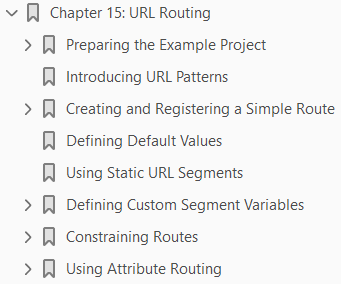 Chapter 15: URL Routing
Preparing the Example Project
Introducing URL Patterns
Creating and Registering a Simple Route
Defining Default Values
Using Static URL Segments
Defining Custom Segment Variables
Constraining Routes
Using Attribute Routing